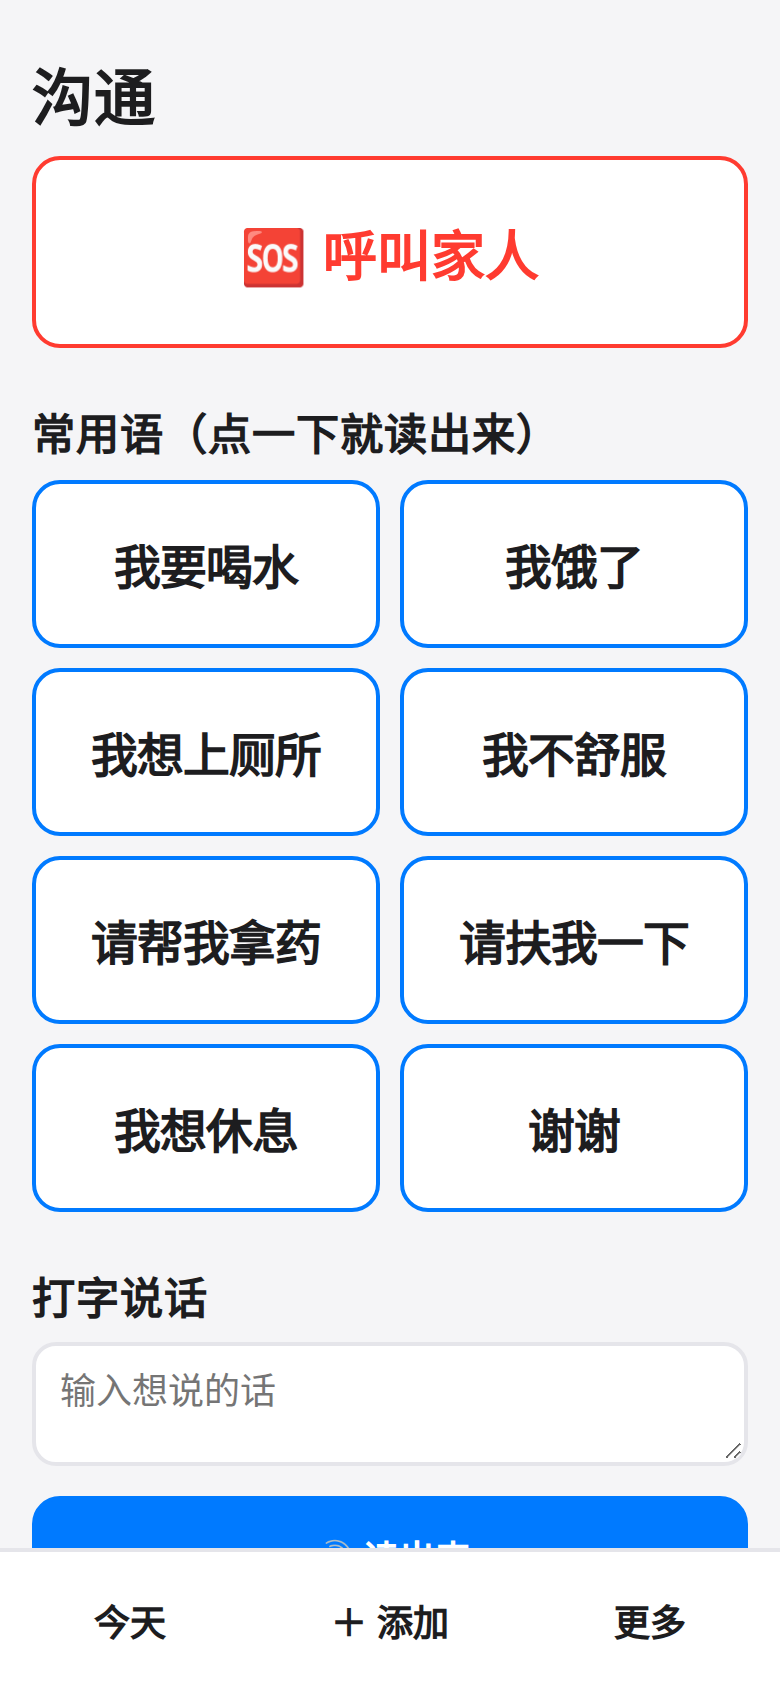 沟通
🆘 呼叫家人
常用语（点一下就读出来）
我要喝水
我饿了
我想上厕所
我不舒服
请帮我拿药
请扶我一下
我想休息
谢谢
打字说话
输入想说的话
今天
＋ 添加
更多